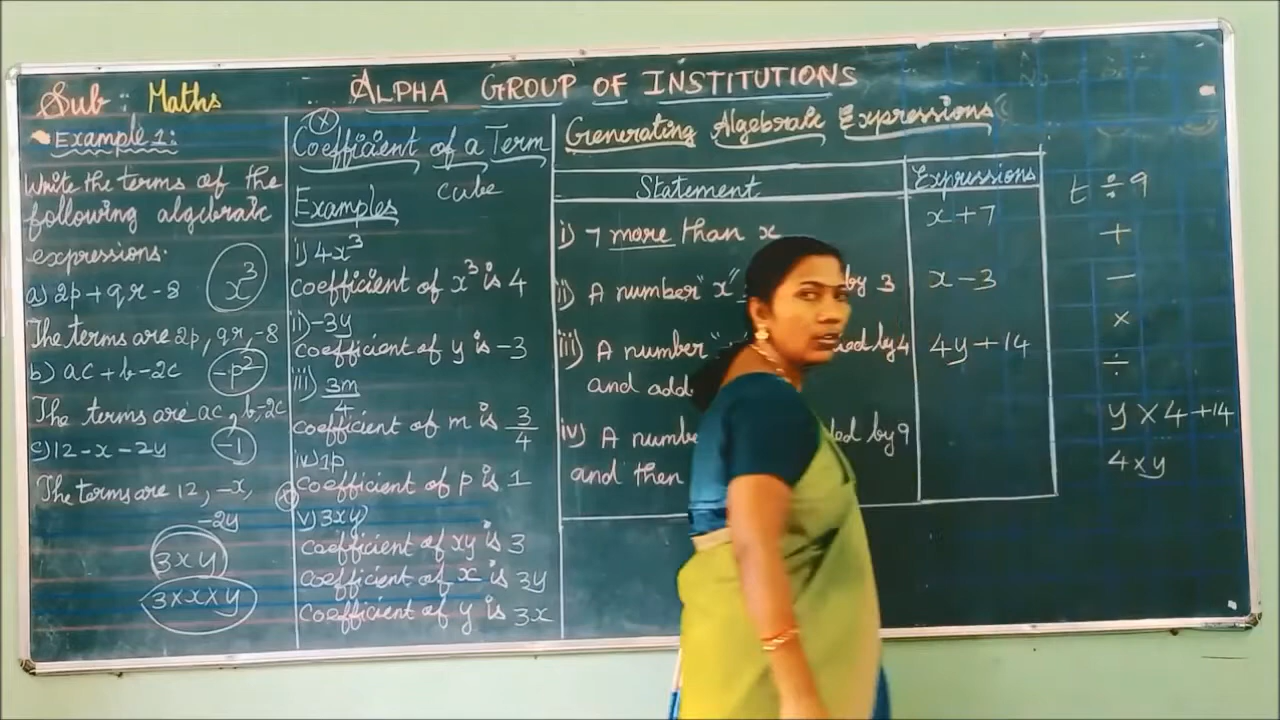 Sub : Maths
ALPHA GROUP OF INSTITUTIONS
Example 1:
Write the terms of the
following algebraic
expressions.
x³
a) 2p + qr - 8
The terms are 2p, qr, -8
b) ac + b - 2c
-p²
The terms are ac, b, -2c
c) 12 - x - 2y
-1
The terms are 12, -x,
-2y
3xy
3 x x x y
(x)
Coefficient of a Term
cube
Examples
i) 4x³
coefficient of x³ is 4
ii) -3y
coefficient of y is -3
iii) 3m
4
coefficient of m is 3/4
iv) 1p
coefficient of p is 1
v) 3xy
coefficient of xy is 3
coefficient of x is 3y
coefficient of y is 3x
Generating Algebraic Expressions
Statement Expressions
i) 7 more than x x + 7
ii) A number "x" by 3 x - 3
iii) A number by 4 4y + 14
and
iv) A by 9
and then
t ÷ 9
+
-
×
÷
y × 4 + 14
4 × y